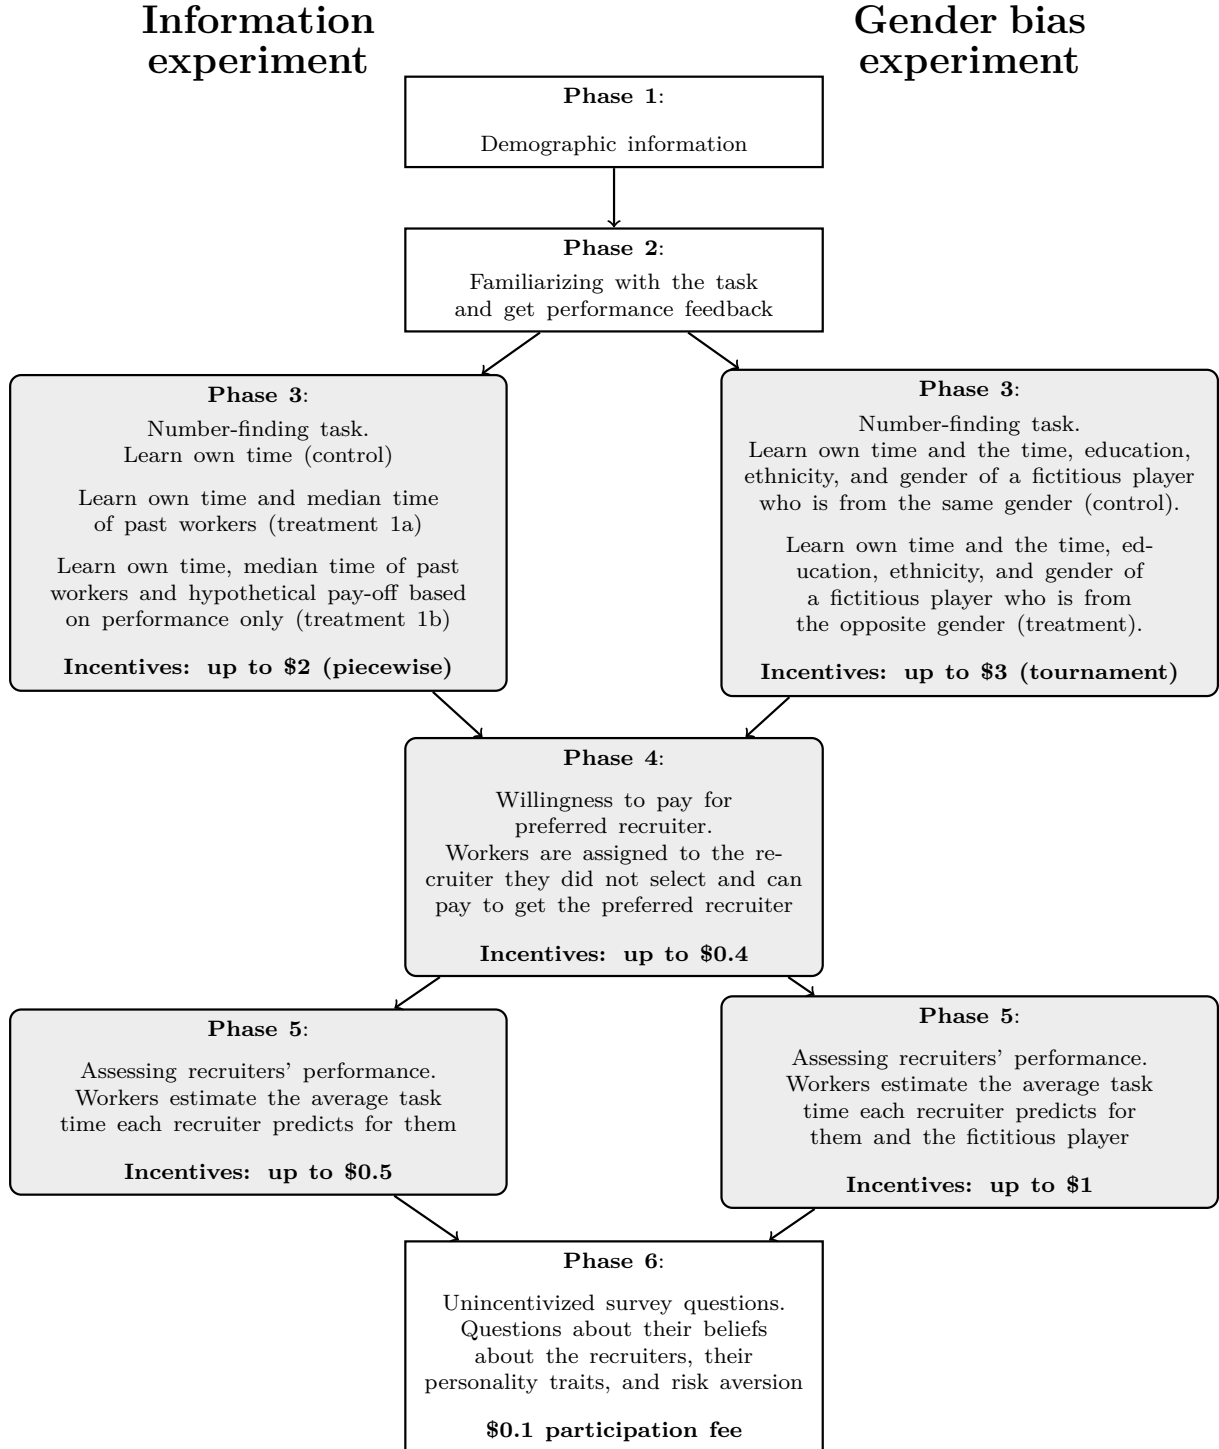 Information
experiment
Gender bias
experiment
Phase 1:
Demographic information
Phase 2:
Familiarizing with the task
and get performance feedback
Phase 3:
Number-finding task.
Learn own time (control)
Learn own time and median time
of past workers (treatment 1a)
Learn own time, median time of past
workers and hypothetical pay-off based
on performance only (treatment 1b)
Incentives: up to $2 (piecewise)
Phase 3:
Number-finding task.
Learn own time and the time, education,
ethnicity, and gender of a fictitious player
who is from the same gender (control).
Learn own time and the time, ed-
ucation, ethnicity, and gender of
a fictitious player who is from
the opposite gender (treatment).
Incentives: up to $3 (tournament)
Phase 4:
Willingness to pay for
preferred recruiter.
Workers are assigned to the re-
cruiter they did not select and can
pay to get the preferred recruiter
Incentives: up to $0.4
Phase 5:
Assessing recruiters' performance.
Workers estimate the average task
time each recruiter predicts for them
Incentives: up to $0.5
Phase 5:
Assessing recruiters' performance.
Workers estimate the average task
time each recruiter predicts for
them and the fictitious player
Incentives: up to $1
Phase 6:
Unincentivized survey questions.
Questions about their beliefs
about the recruiters, their
personality traits, and risk aversion
$0.1 participation fee